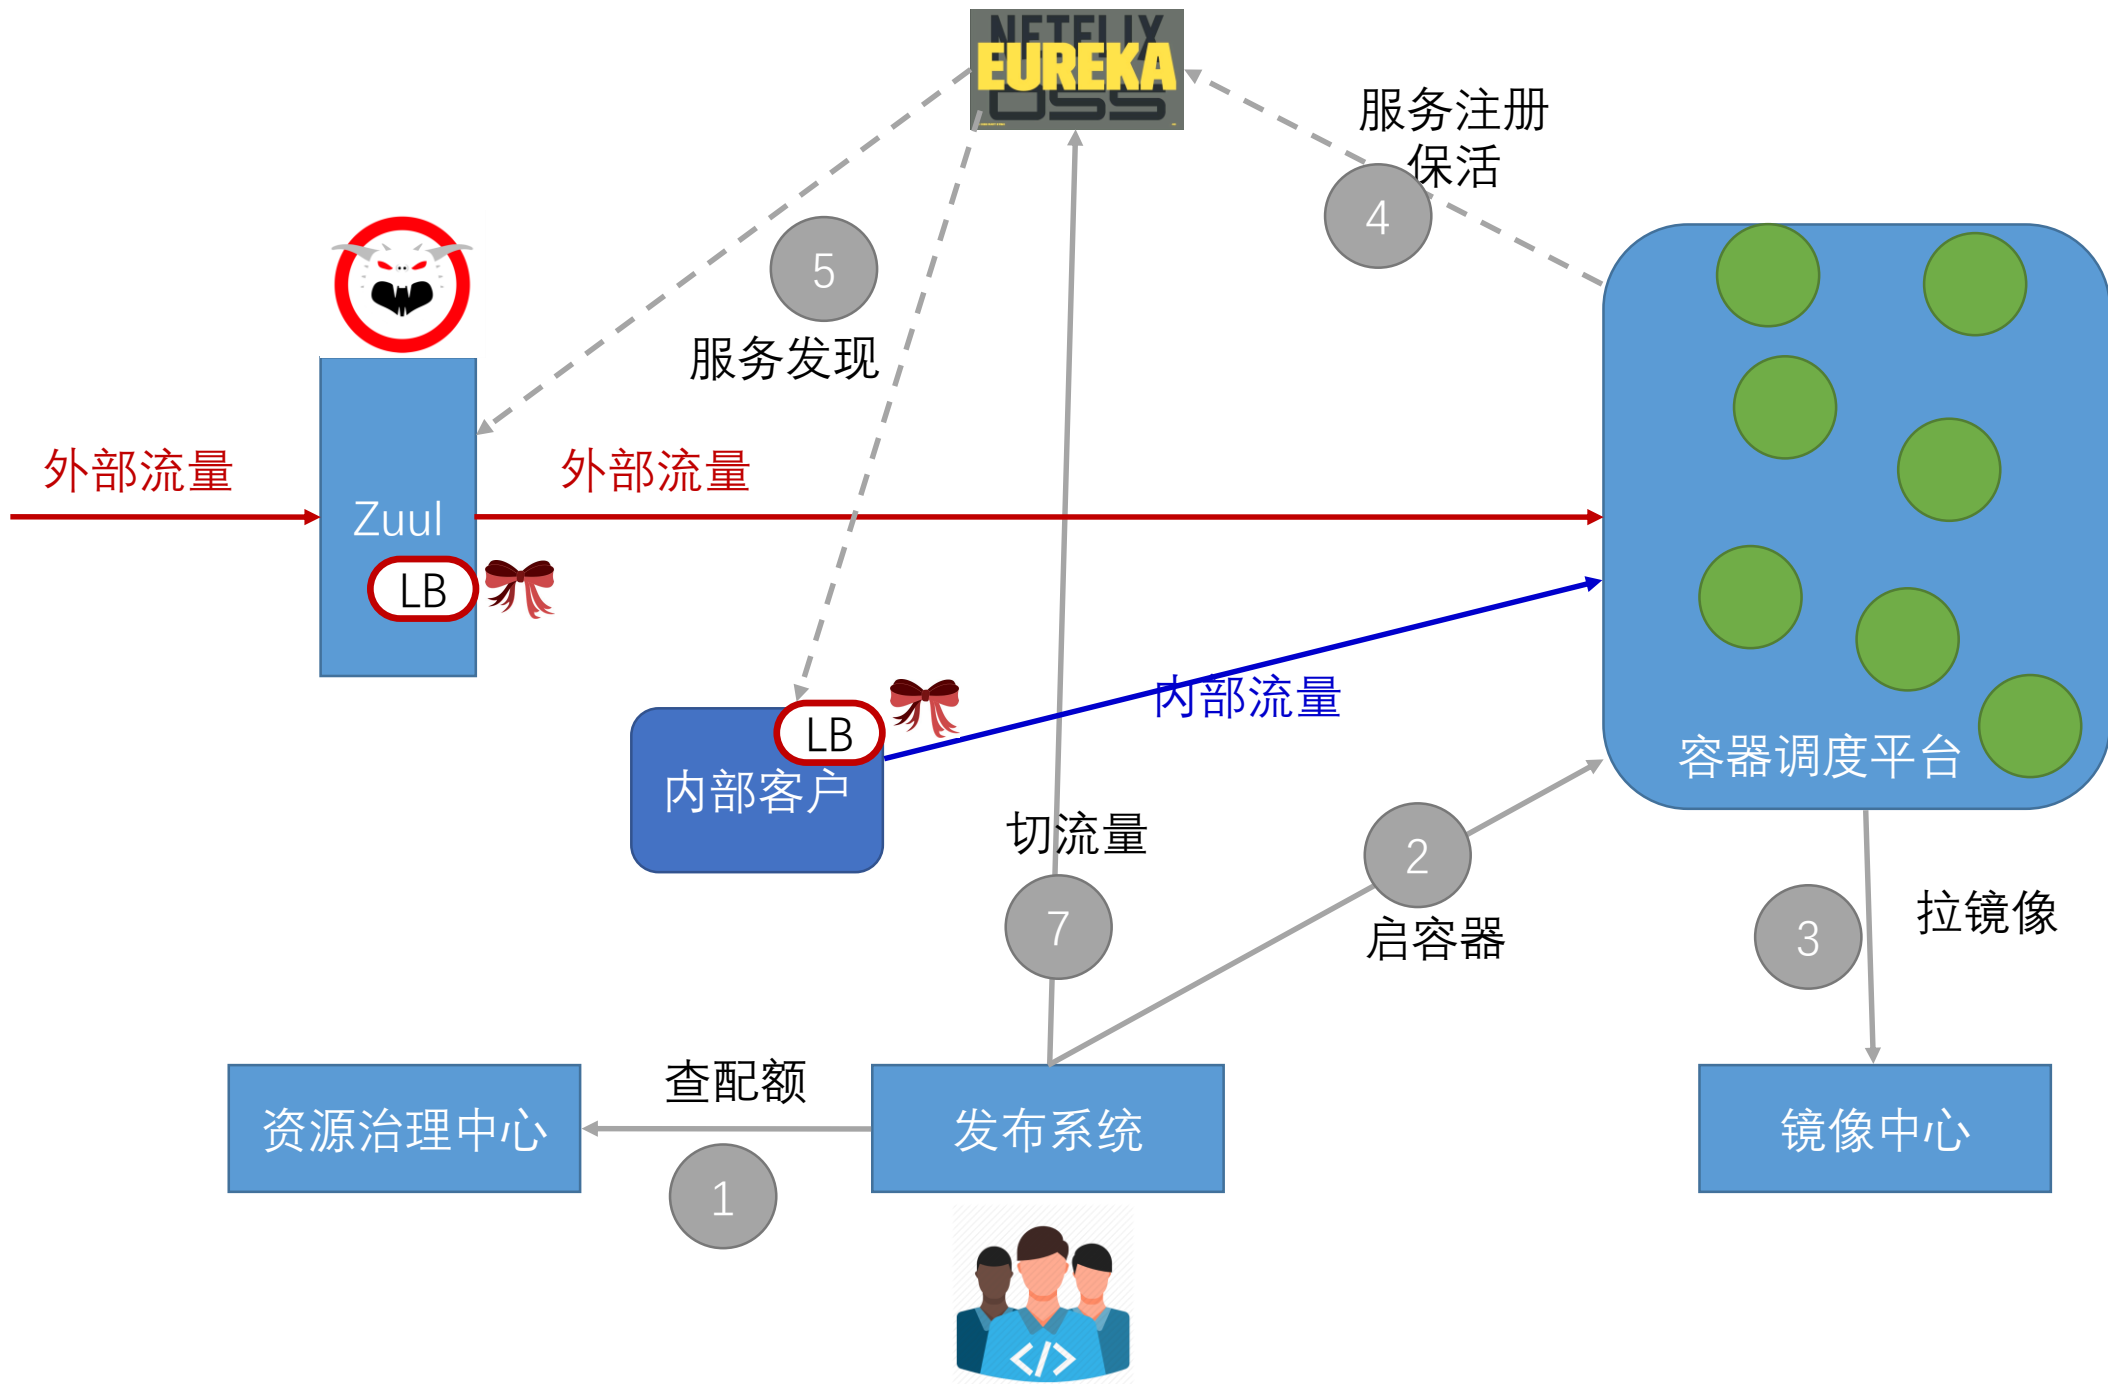 NETFLIX
EUREKA
OSS
服务注册
保活
4
5
服务发现
外部流量
外部流量
Zuul
LB
内部流量
LB
内部客户
容器调度平台
切流量
2
7
启容器
3
拉镜像
查配额
资源治理中心
发布系统
镜像中心
1
</>